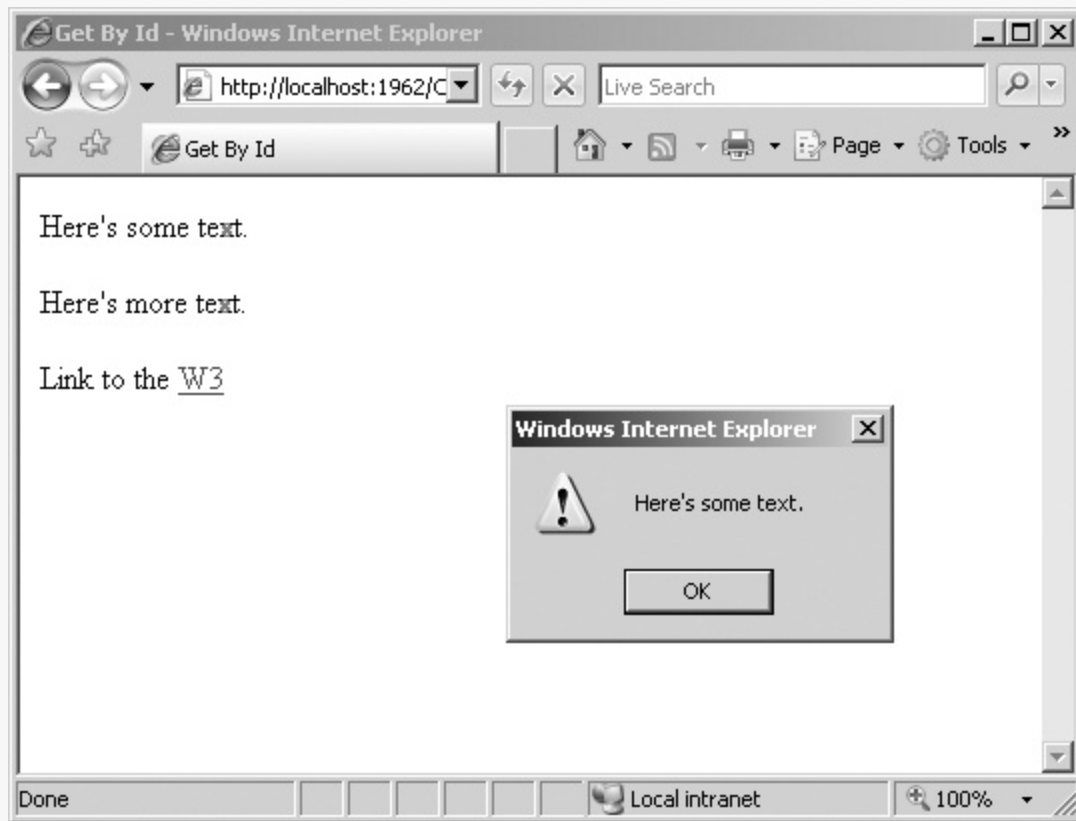 Get By Id - Windows Internet Explorer
http://localhost:1962/C
Live Search
Get By Id
Page
Tools
»
Here's some text.
Here's more text.
Link to the W3
Windows Internet Explorer
Here's some text.
OK
Done
Local intranet
100%